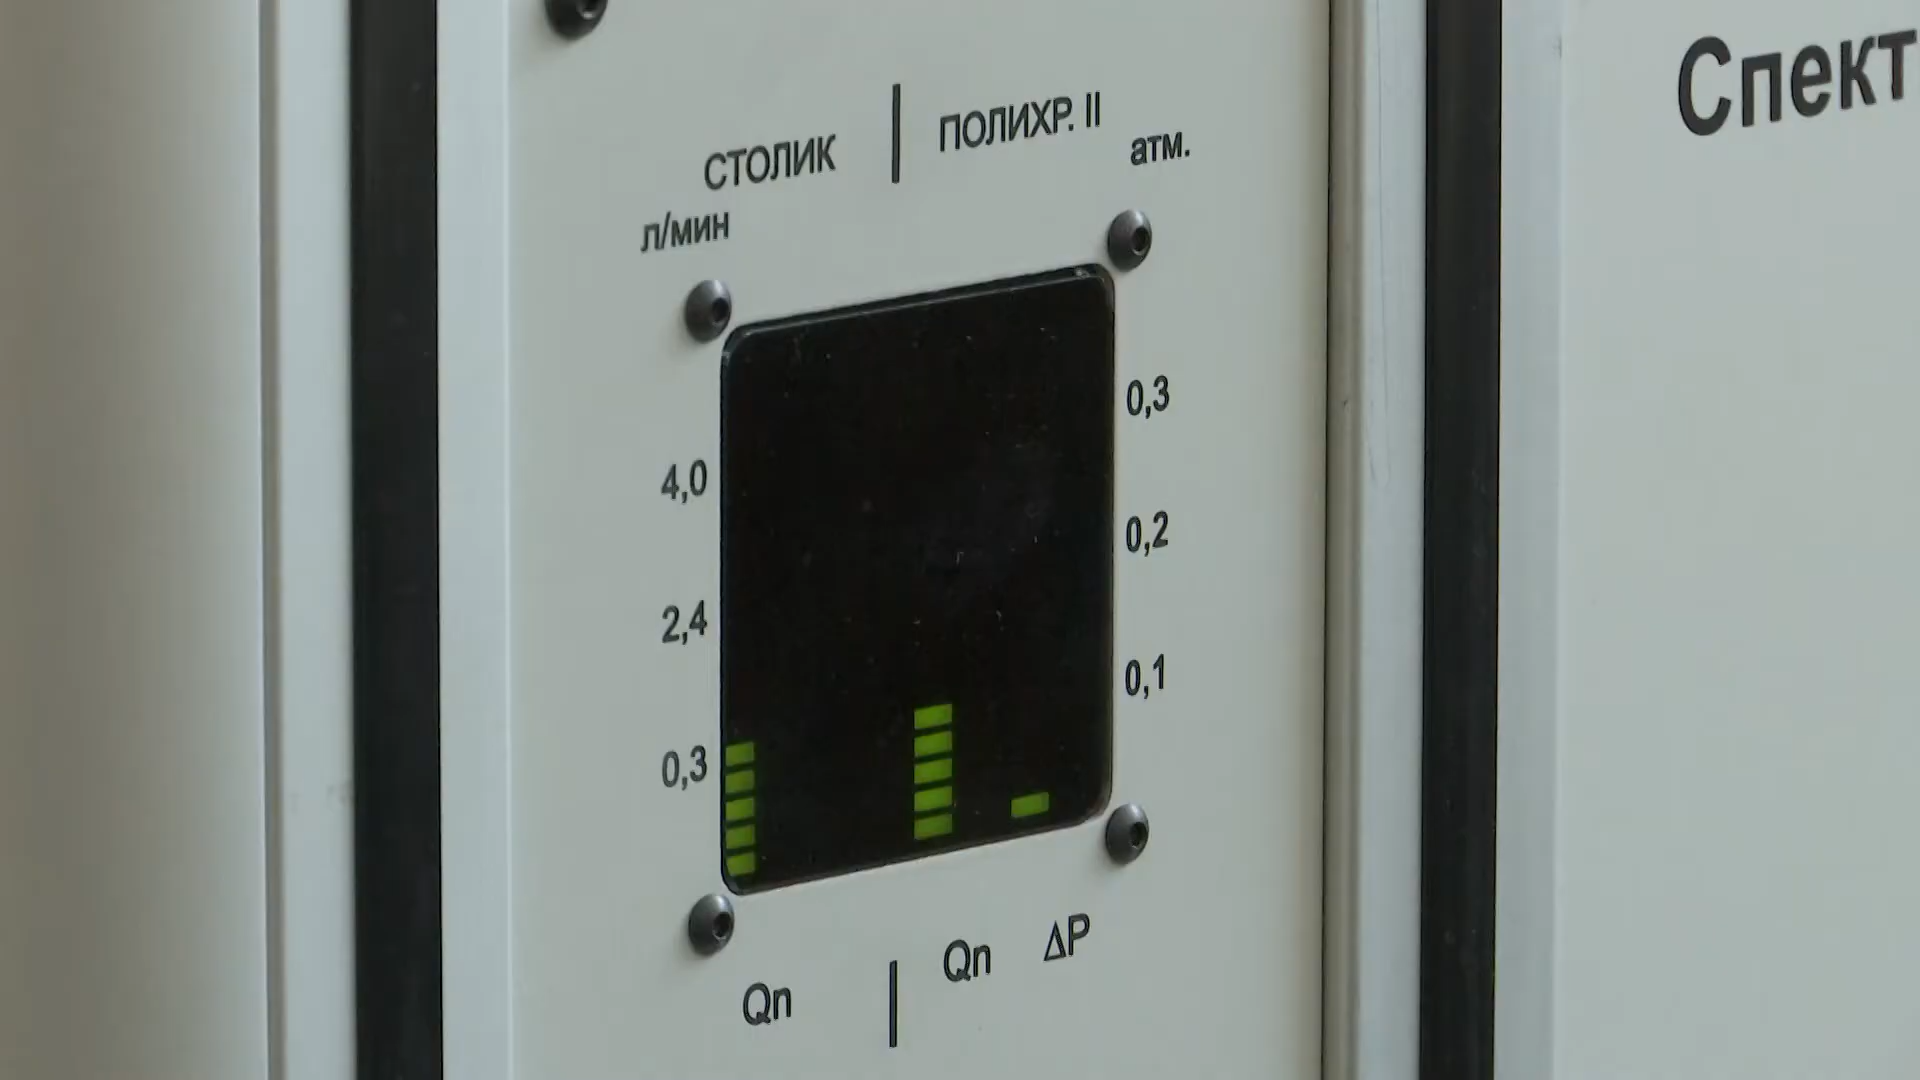 СТОЛИК | ПОЛИХР. II
л/мин
атм.
4,0
2,4
0,3
0,3
0,2
0,1
Qn | Qn ΔP
Спект